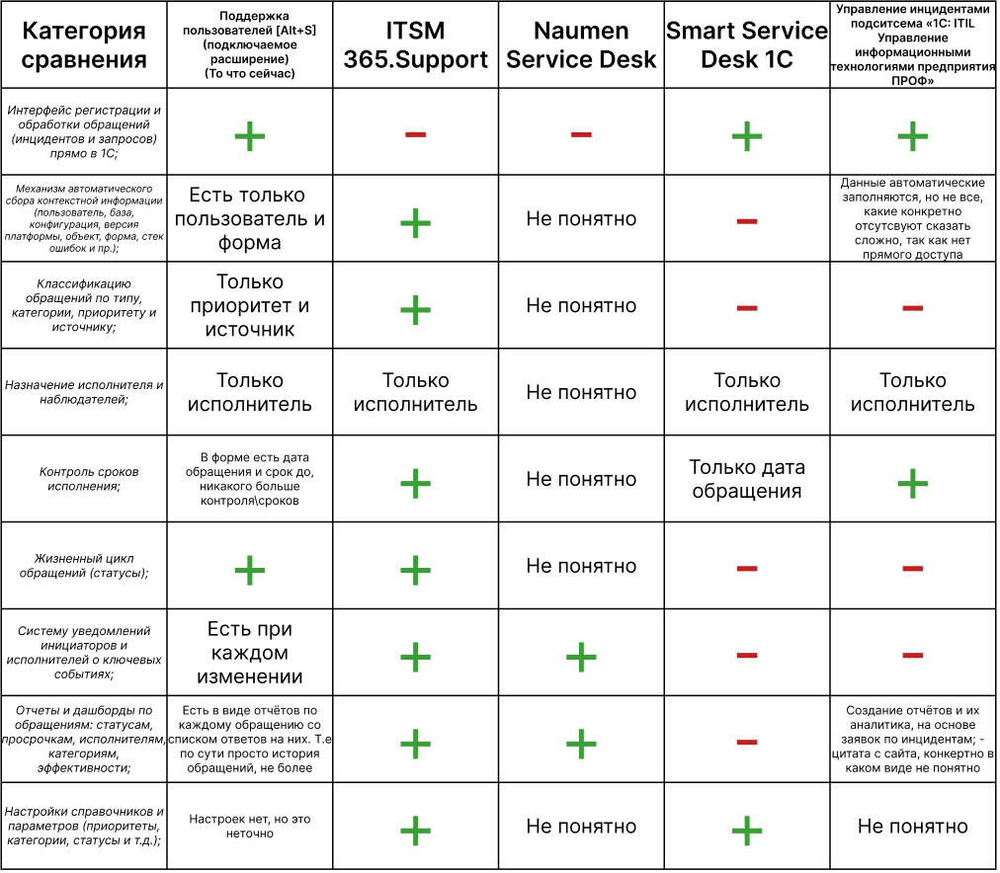 Категория
сравнения
Поддержка
пользователей [Alt+S]
(подключаемое
расширение)
(То что сейчас)
ITSM
365.Support
Naumen
Service Desk
Smart Service
Desk 1C
Управление инцидентами
подситсема «1С: ITIL
Управление
информационными
технологиями предприятия
ПРОФ»
Интерфейс регистрации и
обработки обращений
(инцидентов и запросов)
прямо в 1С;
+
−
−
+
+
Механизм автоматического
сбора контекстной информации
(пользователь, база,
конфигурация, версия
платформы, объект, форма, стек
ошибок и пр.);
Есть только
пользователь и
форма
+
Не понятно
−
Данные автоматические
заполняются, но не все,
какие конкретно
отсутсвуют сказать
сложно, так как нет
прямого доступа
Классификацию
обращений по типу,
категории, приоритету и
источнику;
Только
приоритет и
источник
+
Не понятно
−
−
Назначение исполнителя и
наблюдателей;
Только
исполнитель
Только
исполнитель
Не понятно
Только
исполнитель
Только
исполнитель
Контроль сроков
исполнения;
В форме есть дата
обращения и срок до,
никакого больше
контроля\сроков
+
Не понятно
Только дата
обращения
+
Жизненный цикл
обращений (статусы);
+
+
Не понятно
−
−
Систему уведомлений
инициаторов и
исполнителей о ключевых
событиях;
Есть при
каждом
изменении
+
+
−
−
Отчеты и дашборды по
обращениям: статусам,
просрочкам, исполнителям,
категориям,
эффективности;
Есть в виде отчётов по
каждому обращению со
списком ответов на них. Т.е
по сути просто история
обращений, не более
+
+
−
Создание отчётов и их
аналитика, на основе
заявок по инцидентам; -
цитата с сайта, конкертно в
каком виде не понятно
Настройки справочников и
параметров (приоритеты,
категории, статусы и т.д.);
Настроек нет, но это
неточно
+
Не понятно
+
Не понятно